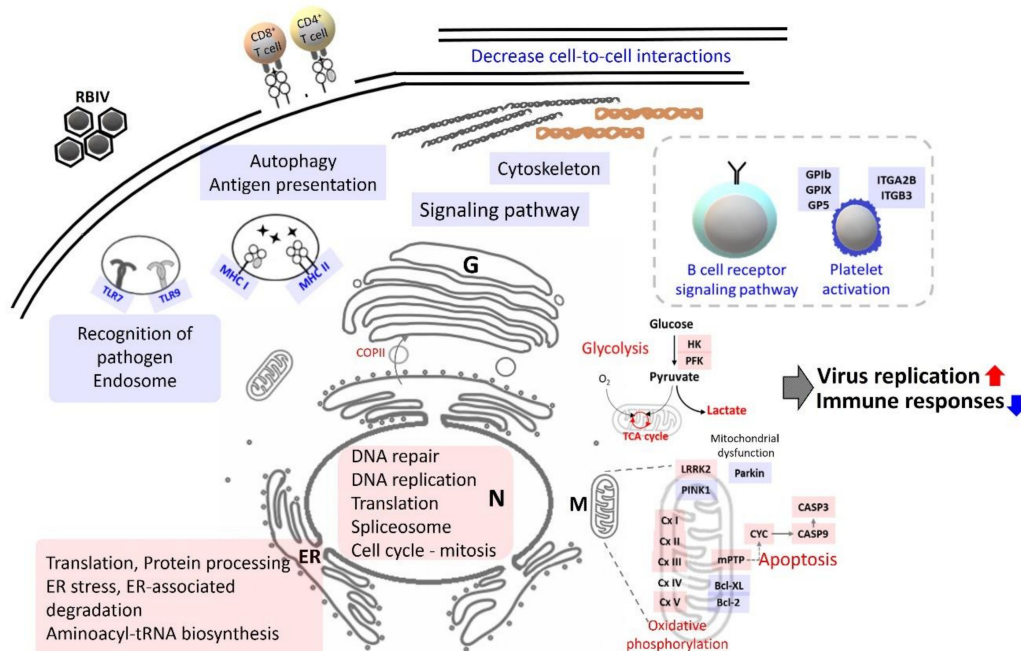 CD8+
T cell
CD4+
T cell
Decrease cell-to-cell interactions
RBIV
Autophagy
Antigen presentation
Cytoskeleton
Signaling pathway
GPIb
GPIX
GP5
ITGA2B
ITGB3
B cell receptor
signaling pathway
Platelet
activation
TLR7
TLR9
MHC I
MHC II
Recognition of
pathogen
Endosome
G
COPII
Glucose
Glycolysis
HK
PFK
Pyruvate
O2
Lactate
TCA cycle
Virus replication
Immune responses
DNA repair
DNA replication
Translation
Spliceosome
Cell cycle - mitosis
N
ER
M
Mitochondrial
dysfunction
LRRK2
Parkin
PINK1
Cx I
Cx II
Cx III
Cx IV
Cx V
mPTP
CYC
CASP3
CASP9
Apoptosis
Bcl-XL
Bcl-2
Oxidative
phosphorylation
Translation, Protein processing
ER stress, ER-associated
degradation
Aminoacyl-tRNA biosynthesis